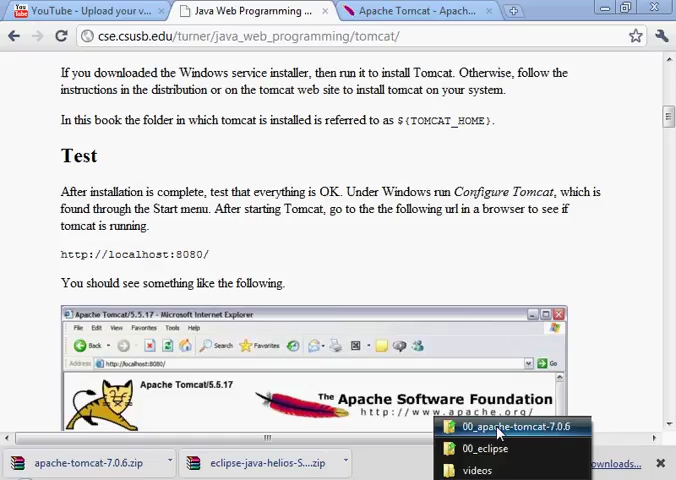 YouTube - Upload your v...
Java Web Programming
Apache Tomcat - Apach...
cse.csusb.edu/turner/java_web_programming/tomcat/
If you downloaded the Windows service installer, then run it to install Tomcat. Otherwise, follow the
instructions in the distribution or on the tomcat web site to install tomcat on your system.
In this book the folder in which tomcat is installed is referred to as ${TOMCAT_HOME}.
Test
After installation is complete, test that everything is OK. Under Windows run Configure Tomcat, which is
found through the Start menu. After starting Tomcat, go to the the following url in a browser to see if
tomcat is running.
http://localhost:8080/
You should see something like the following.
Apache Tomcat/5.5.17 - Microsoft Internet Explorer
File Edit View Favorites Tools Help
Back Search Favorites
Address http://localhost:8080/ Go
Apache Tomcat/5.5.17
The Apache Software Foundation
http://www.apache.org/
00_apache-tomcat-7.0.6
00_eclipse
videos
apache-tomcat-7.0.6.zip
eclipse-java-helios-S....zip
ownloads...